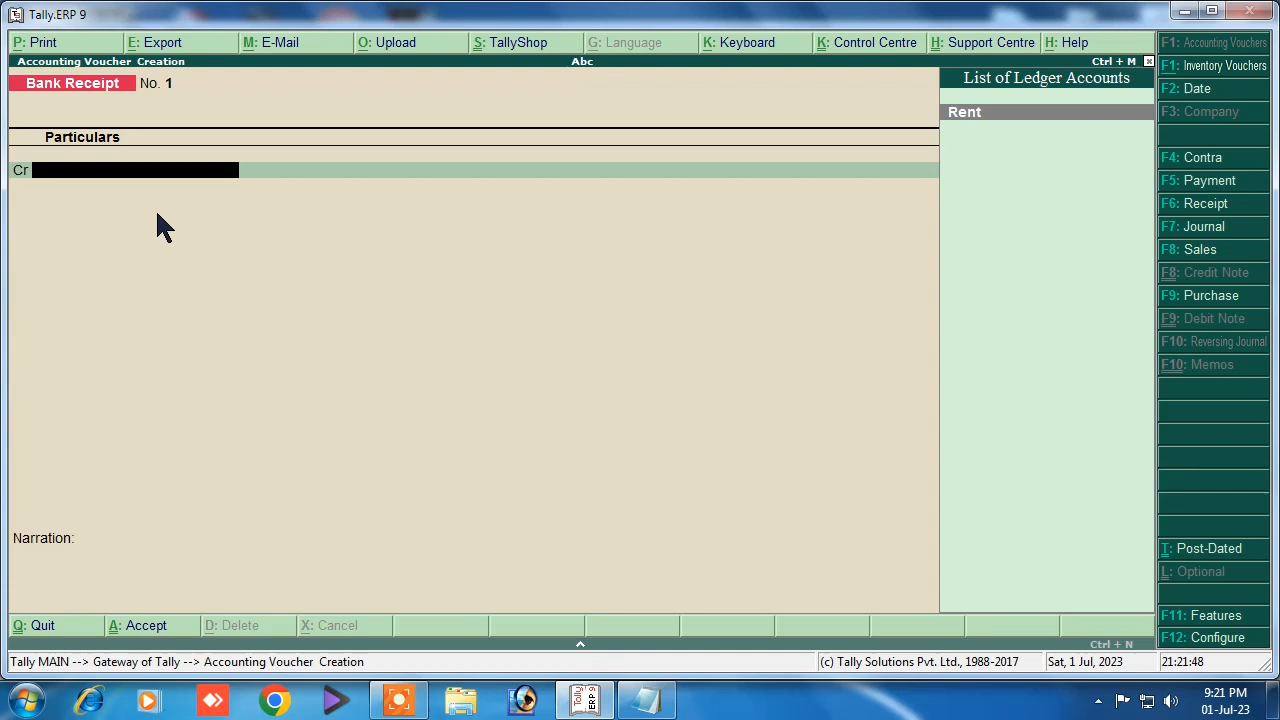 Tally.ERP 9
P: Print
E: Export
M: E-Mail
O: Upload
S: TallyShop
G: Language
K: Keyboard
K: Control Centre
H: Support Centre
H: Help
Accounting Voucher Creation
Abc
Ctrl + M
Bank Receipt No. 1
Particulars
Cr
Narration:
List of Ledger Accounts
Rent
F1: Accounting Vouchers
F1: Inventory Vouchers
F2: Date
F3: Company
F4: Contra
F5: Payment
F6: Receipt
F7: Journal
F8: Sales
F8: Credit Note
F9: Purchase
F9: Debit Note
F10: Reversing Journal
F10: Memos
T: Post-Dated
L: Optional
F11: Features
F12: Configure
Q: Quit
A: Accept
D: Delete
X: Cancel
Ctrl + N
Tally MAIN --> Gateway of Tally --> Accounting Voucher Creation
(c) Tally Solutions Pvt. Ltd., 1988-2017
Sat, 1 Jul, 2023
21:21:48
9:21 PM
01-Jul-23